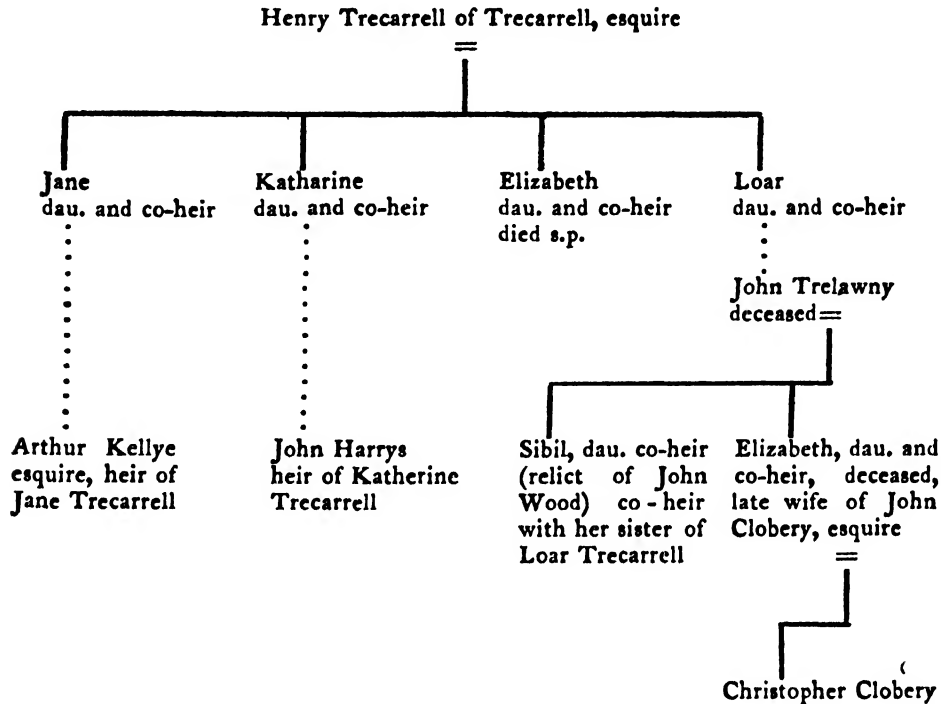 Henry Trecarrell of Trecarrell, esquire
=
Jane
dau. and co-heir
Katharine
dau. and co-heir
Elizabeth
dau. and co-heir
died s.p.
Loar
dau. and co-heir
John Trelawny
deceased=
Arthur Kellye
esquire, heir of
Jane Trecarrell
John Harrys
heir of Katherine
Trecarrell
Sibil, dau. co-heir
(relict of John
Wood) co-heir
with her sister of
Loar Trecarrell
Elizabeth, dau. and
co-heir, deceased,
late wife of John
Clobery, esquire
=
Christopher Clobery